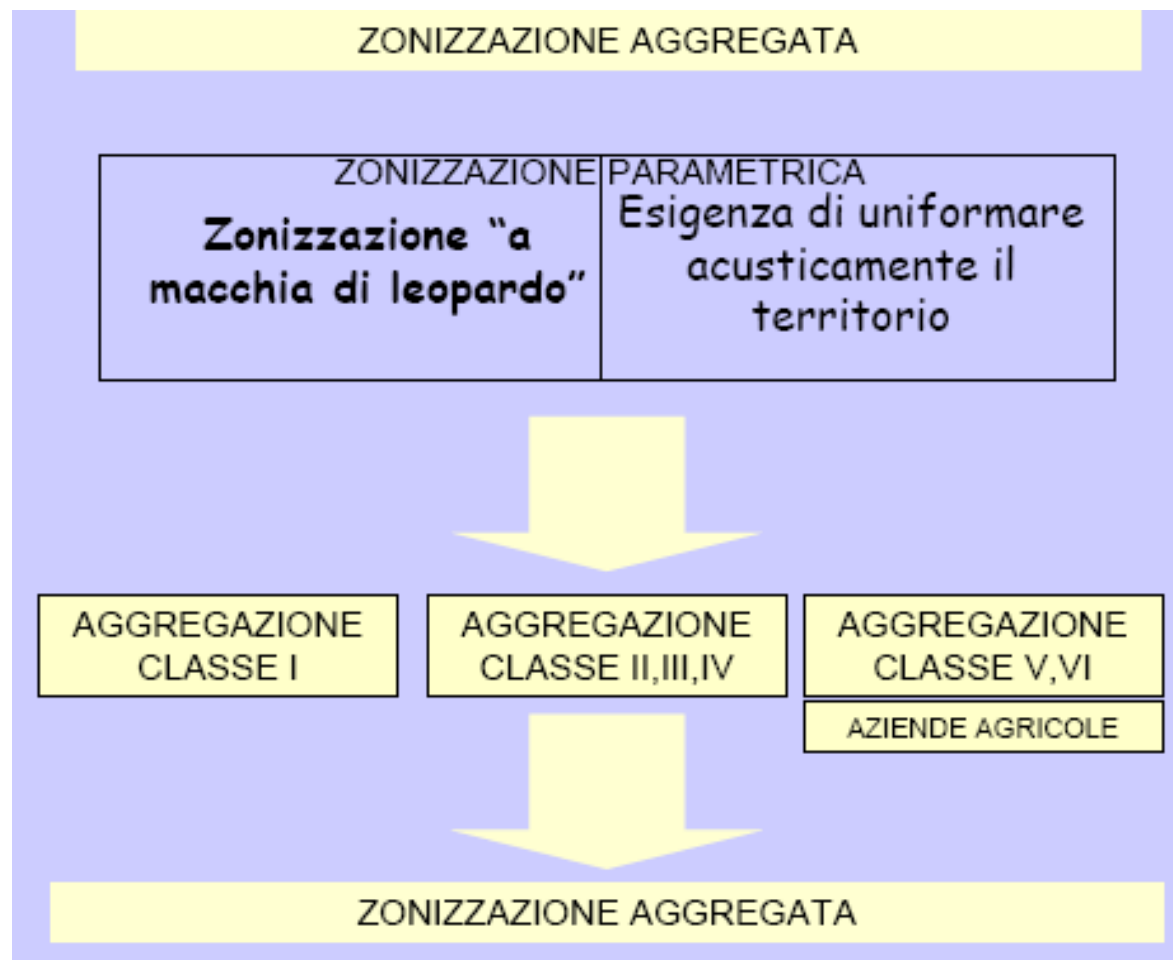 ZONIZZAZIONE AGGREGATA
ZONIZZAZIONE PARAMETRICA
Zonizzazione “a
macchia di leopardo”
Esigenza di uniformare
acusticamente il
territorio
AGGREGAZIONE
CLASSE I
AGGREGAZIONE
CLASSE II,III,IV
AGGREGAZIONE
CLASSE V,VI
AZIENDE AGRICOLE
ZONIZZAZIONE AGGREGATA